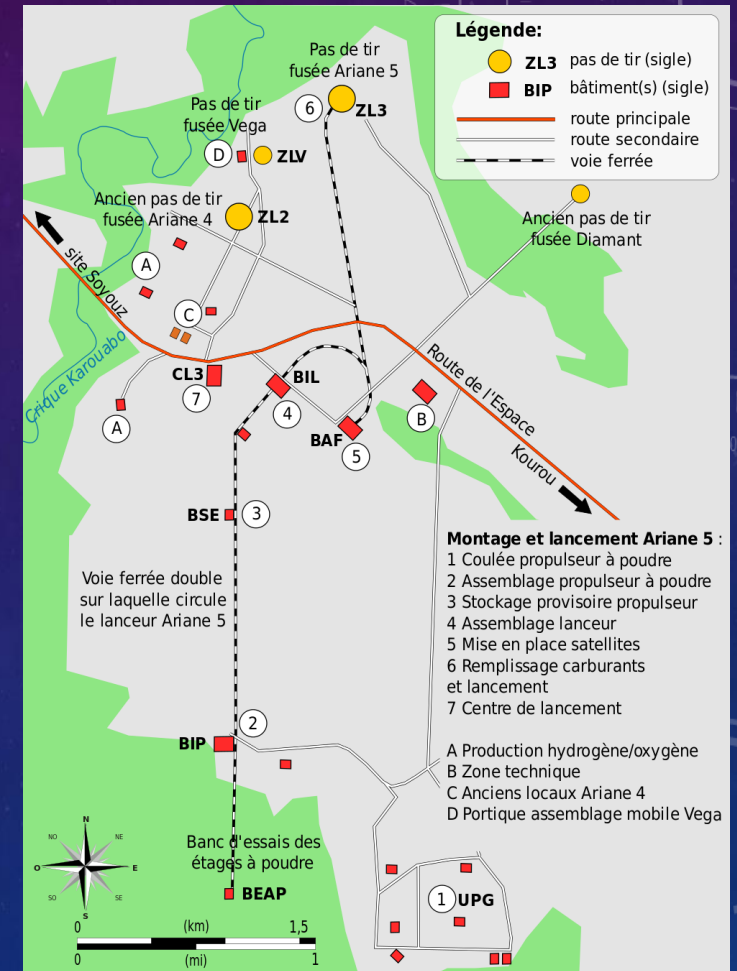 Légende:
ZL3 pas de tir (sigle)
BIP bâtiment(s) (sigle)
route principale
route secondaire
voie ferrée
Pas de tir
fusée Ariane 5
6
ZL3
Pas de tir
fusée Vega
D
ZLV
Ancien pas de tir
fusée Ariane 4
ZL2
Ancien pas de tir
fusée Diamant
A
site Soyouz
C
Crique Karouabo
CL3
7
BIL
4
A
BAF
5
B
Route de l'Espace
Kourou
BSE
3
Voie ferrée double
sur laquelle circule
le lanceur Ariane 5
Montage et lancement Ariane 5 :
1 Coulée propulseur à poudre
2 Assemblage propulseur à poudre
3 Stockage provisoire propulseur
4 Assemblage lanceur
5 Mise en place satellites
6 Remplissage carburants
et lancement
7 Centre de lancement
A Production hydrogène/oxygène
B Zone technique
C Anciens locaux Ariane 4
D Portique assemblage mobile Vega
2
BIP
Banc d'essais des
étages à poudre
BEAP
1
UPG
N
NO
NE
O
E
SO
SE
S
0 (km) 1,5
0 (mi) 1